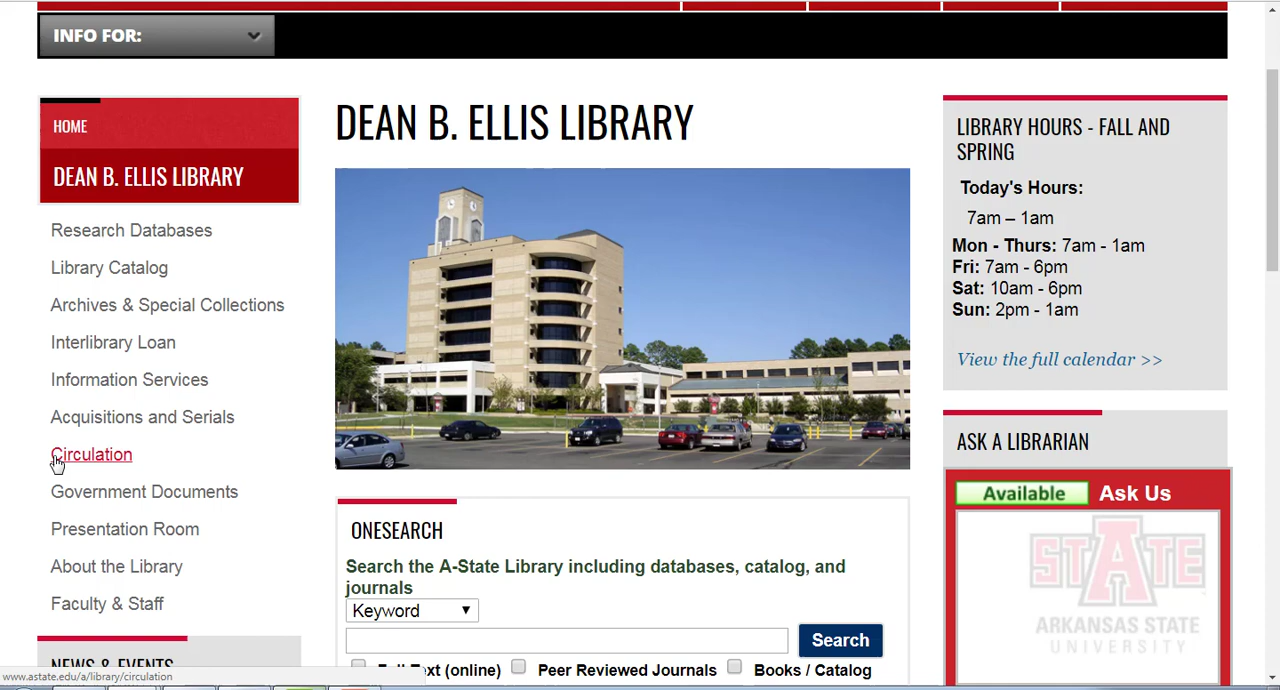 INFO FOR:
HOME
DEAN B. ELLIS LIBRARY
Research Databases
Library Catalog
Archives & Special Collections
Interlibrary Loan
Information Services
Acquisitions and Serials
Circulation
Government Documents
Presentation Room
About the Library
Faculty & Staff
NEWS & EVENTS
www.astate.edu/a/library/circulation
DEAN B. ELLIS LIBRARY
ONESEARCH
Search the A-State Library including databases, catalog, and
journals
Keyword
Search
Full Text (online) Peer Reviewed Journals Books / Catalog
LIBRARY HOURS - FALL AND
SPRING
Today's Hours:
7am – 1am
Mon - Thurs: 7am - 1am
Fri: 7am - 6pm
Sat: 10am - 6pm
Sun: 2pm - 1am
View the full calendar >>
ASK A LIBRARIAN
Available Ask Us
STATE
ARKANSAS STATE
UNIVERSITY